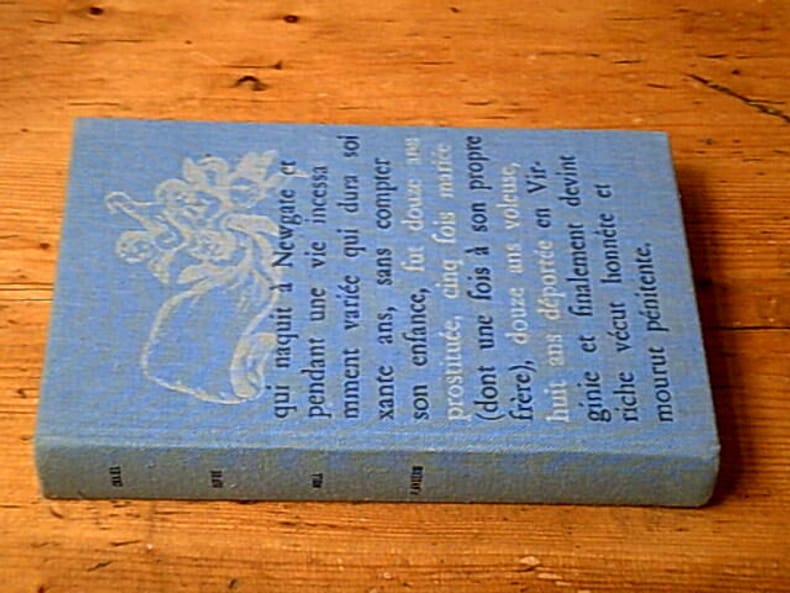 qui naquit à Newgate et
pendant une vie incessa
mment variée qui dura soi
xante ans, sans compter
son enfance, fut douze ans
prostituée, cinq fois mariée
(dont une fois à son propre
frère), douze ans voleuse,
huit ans déportée en Vir-
ginie et finalement devint
riche vécut honnête et
mourut pénitente.